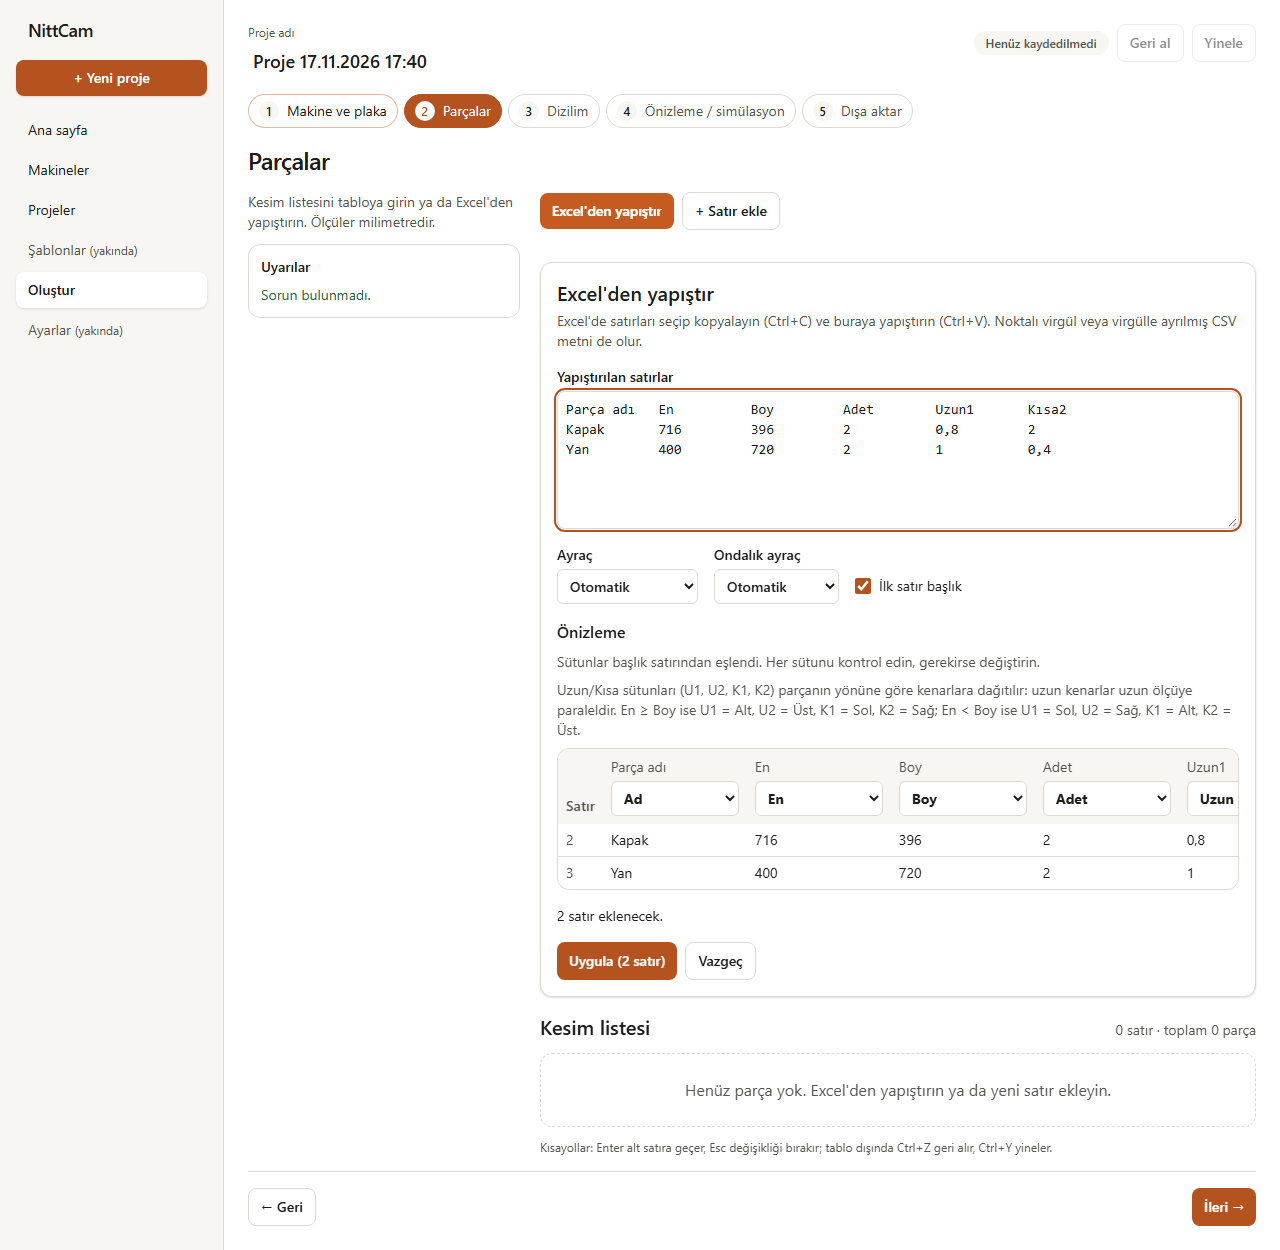 NittCam
+ Yeni proje
Ana sayfa
Makineler
Projeler
Şablonlar (yakında)
Oluştur
Ayarlar (yakında)
Proje adı
Proje 17.11.2026 17:40
Henüz kaydedilmedi
Geri al
Yinele
1 Makine ve plaka
2 Parçalar
3 Dizilim
4 Önizleme / simülasyon
5 Dışa aktar
Parçalar
Kesim listesini tabloya girin ya da Excel'den
yapıştırın. Ölçüler milimetredir.
Uyarılar
Sorun bulunmadı.
Excel'den yapıştır
+ Satır ekle
Excel'den yapıştır
Excel'de satırları seçip kopyalayın (Ctrl+C) ve buraya yapıştırın (Ctrl+V). Noktalı virgül veya virgülle ayrılmış CSV
metni de olur.
Yapıştırılan satırlar
Parça adı En Boy Adet Uzun1 Kısa2
Kapak 716 396 2 0,8 2
Yan 400 720 2 1 0,4
Ayraç
Otomatik
Ondalık ayraç
Otomatik
İlk satır başlık
Önizleme
Sütunlar başlık satırından eşlendi. Her sütunu kontrol edin, gerekirse değiştirin.
Uzun/Kısa sütunları (U1, U2, K1, K2) parçanın yönüne göre kenarlara dağıtılır: uzun kenarlar uzun ölçüye
paraleldir. En ≥ Boy ise U1 = Alt, U2 = Üst, K1 = Sol, K2 = Sağ; En < Boy ise U1 = Sol, U2 = Sağ, K1 = Alt, K2 =
Üst.
Parça adı En Boy Adet Uzun1
Satır Ad En Boy Adet Uzun
2 Kapak 716 396 2 0,8
3 Yan 400 720 2 1
2 satır eklenecek.
Uygula (2 satır)
Vazgeç
Kesim listesi
0 satır · toplam 0 parça
Henüz parça yok. Excel'den yapıştırın ya da yeni satır ekleyin.
Kısayollar: Enter alt satıra geçer, Esc değişikliği bırakır; tablo dışında Ctrl+Z geri alır, Ctrl+Y yineler.
← Geri
İleri →